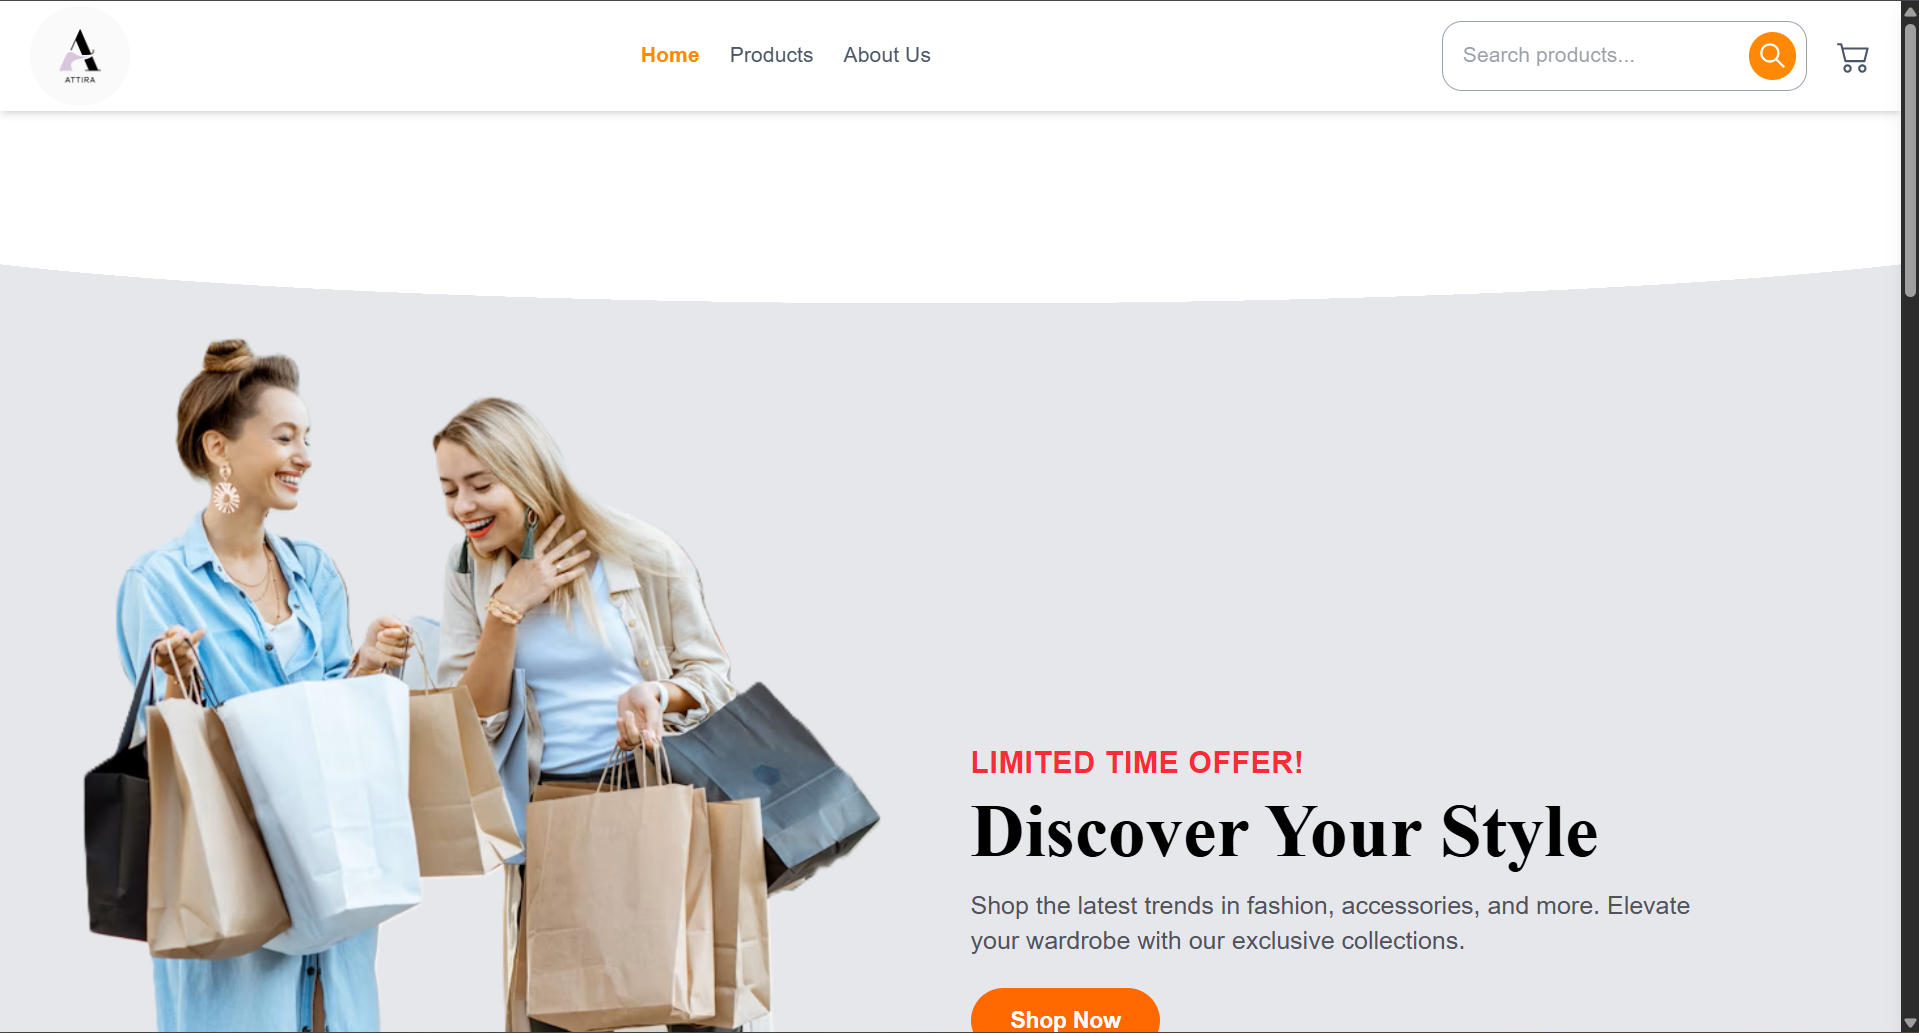 ATTIRA
Home Products About Us
Search products...
LIMITED TIME OFFER!
Discover Your Style
Shop the latest trends in fashion, accessories, and more. Elevate
your wardrobe with our exclusive collections.
Shop Now